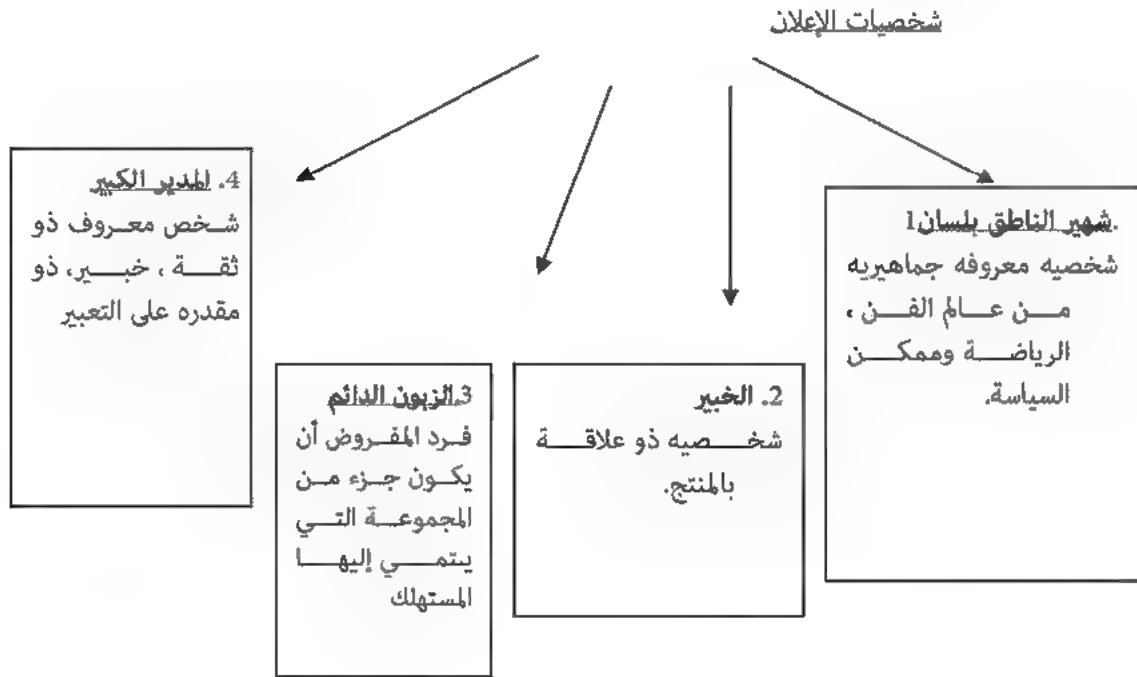 شخصيات الإعلان
.شهير الناطق بلسان1
شخصيه معروفه جماهيريه
من عالم الفن ،
الرياضة وممكن
السياسة.
2. الخبير
شخصيه ذو علاقة
بالمنتج.
3.الزبون الدائم
فرد المفروض أن
يكون جزء من
المجموعة التي
ينتمي إليها
المستهلك
4. المدير الكبير
شخص معروف ذو
ثقة ، خبير، ذو
مقدره على التعبير